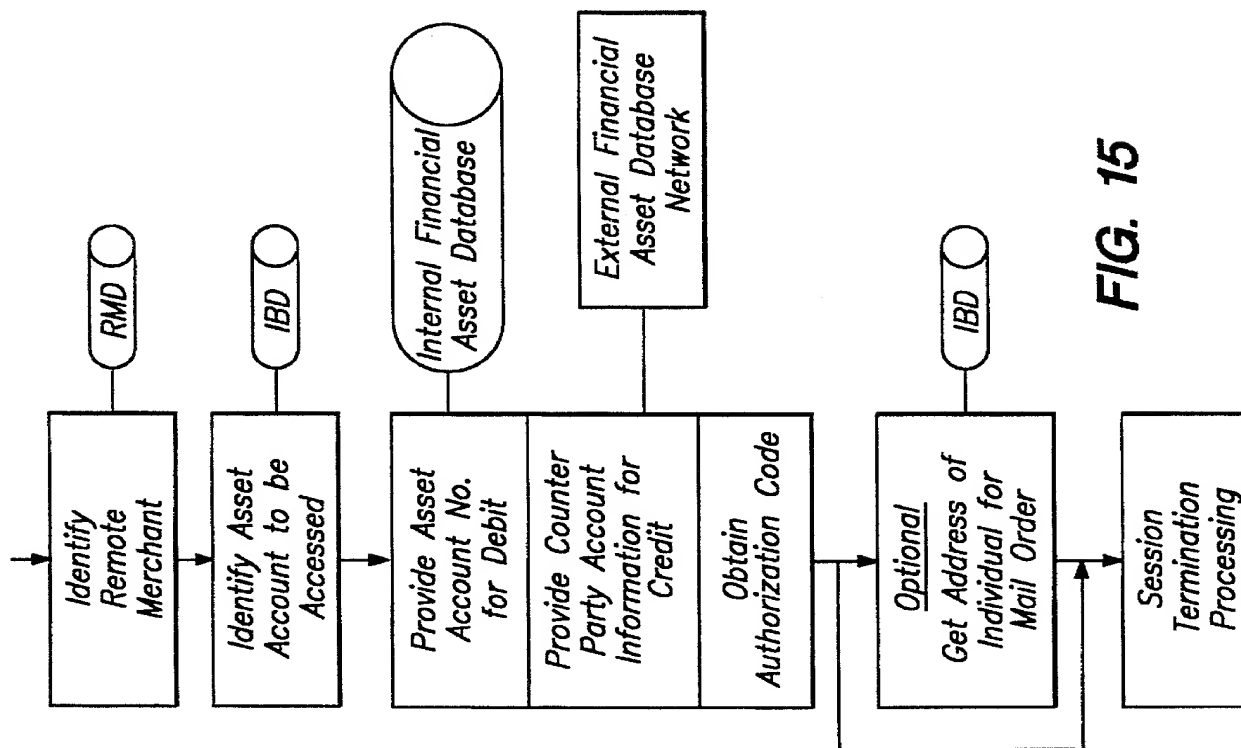 Identify
Remote
Merchant
RMD
Identify Asset
Account to be
Accessed
IBD
Provide Asset
Account No.
for Debit
Internal Financial
Asset Database
Provide Counter
Party Account
Information for
Credit
External Financial
Asset Database
Network
Obtain
Authorization Code
Optional
Get Address of
Individual for
Mail Order
IBD
Session
Termination
Processing
FIG. 15